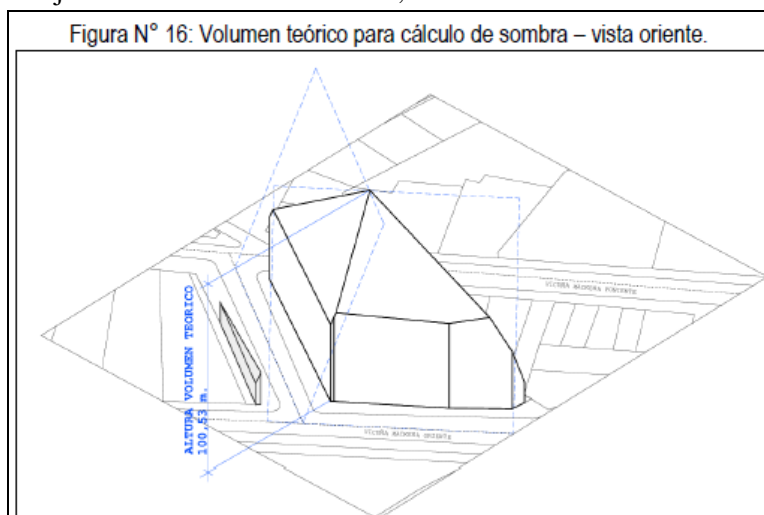 Figura N° 16: Volumen teórico para cálculo de sombra – vista oriente.
VICUÑA MACKENNA PONIENTE
ALTURA VOLUMEN TEORICO
100,53 m.
VICUÑA MACKENNA ORIENTE